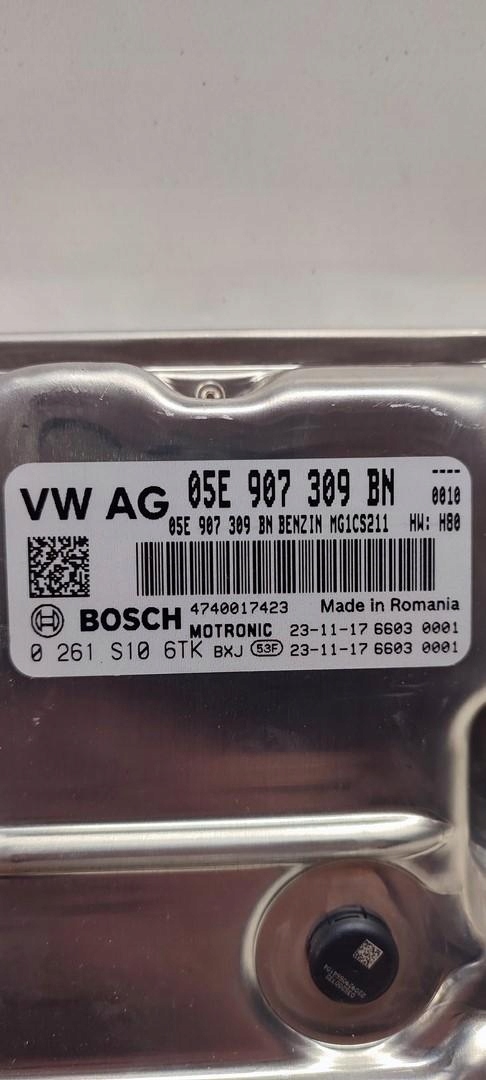 VW AG 05E 907 309 BN ----
0010
05E 907 309 BN BENZIN MG1CS211 HW: H80
BOSCH 4740017423 Made in Romania
MOTRONIC 23-11-17 6603 0001
0 261 S10 6TK BXJ 53F 23-11-17 6603 0001